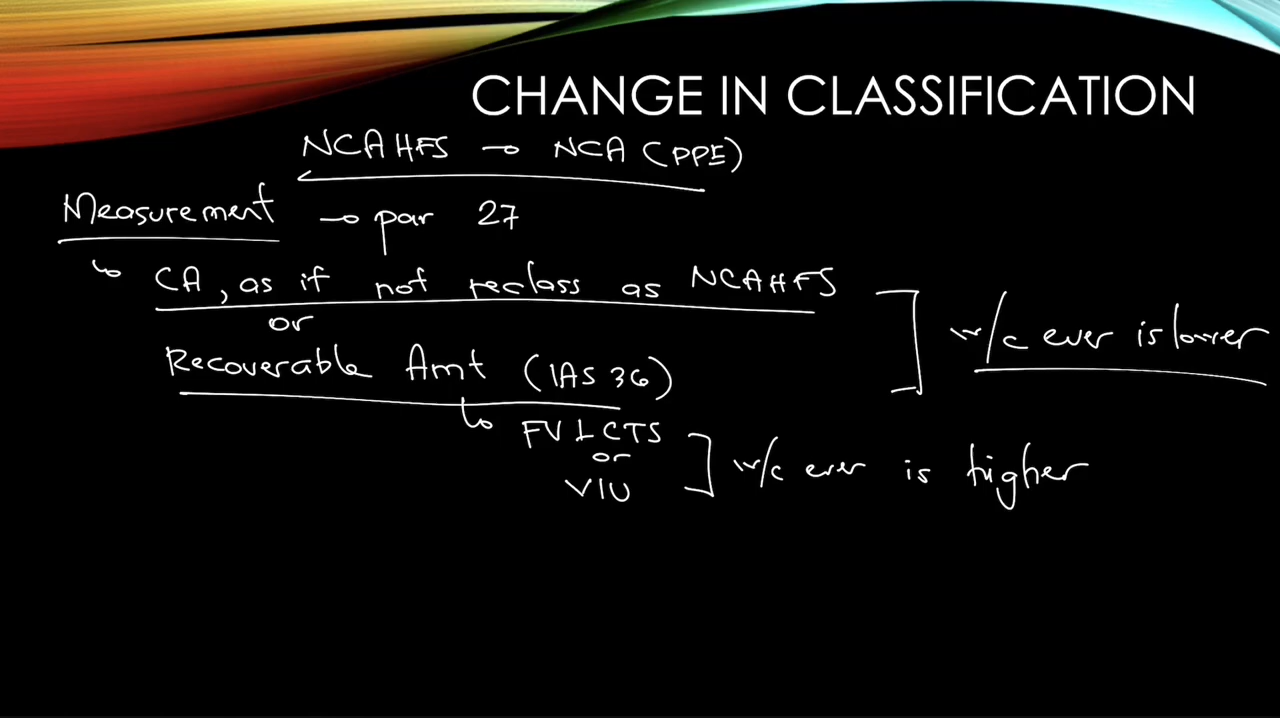 CHANGE IN CLASSIFICATION
NCAHFS → NCA (PPE)
Measurement → par 27
↳ CA, as if not reclass as NCAHFS
or
w/c ever is lower
Recoverable Amt (IAS 36)
↳ FVLCTS
or
w/c ever is higher
VIU